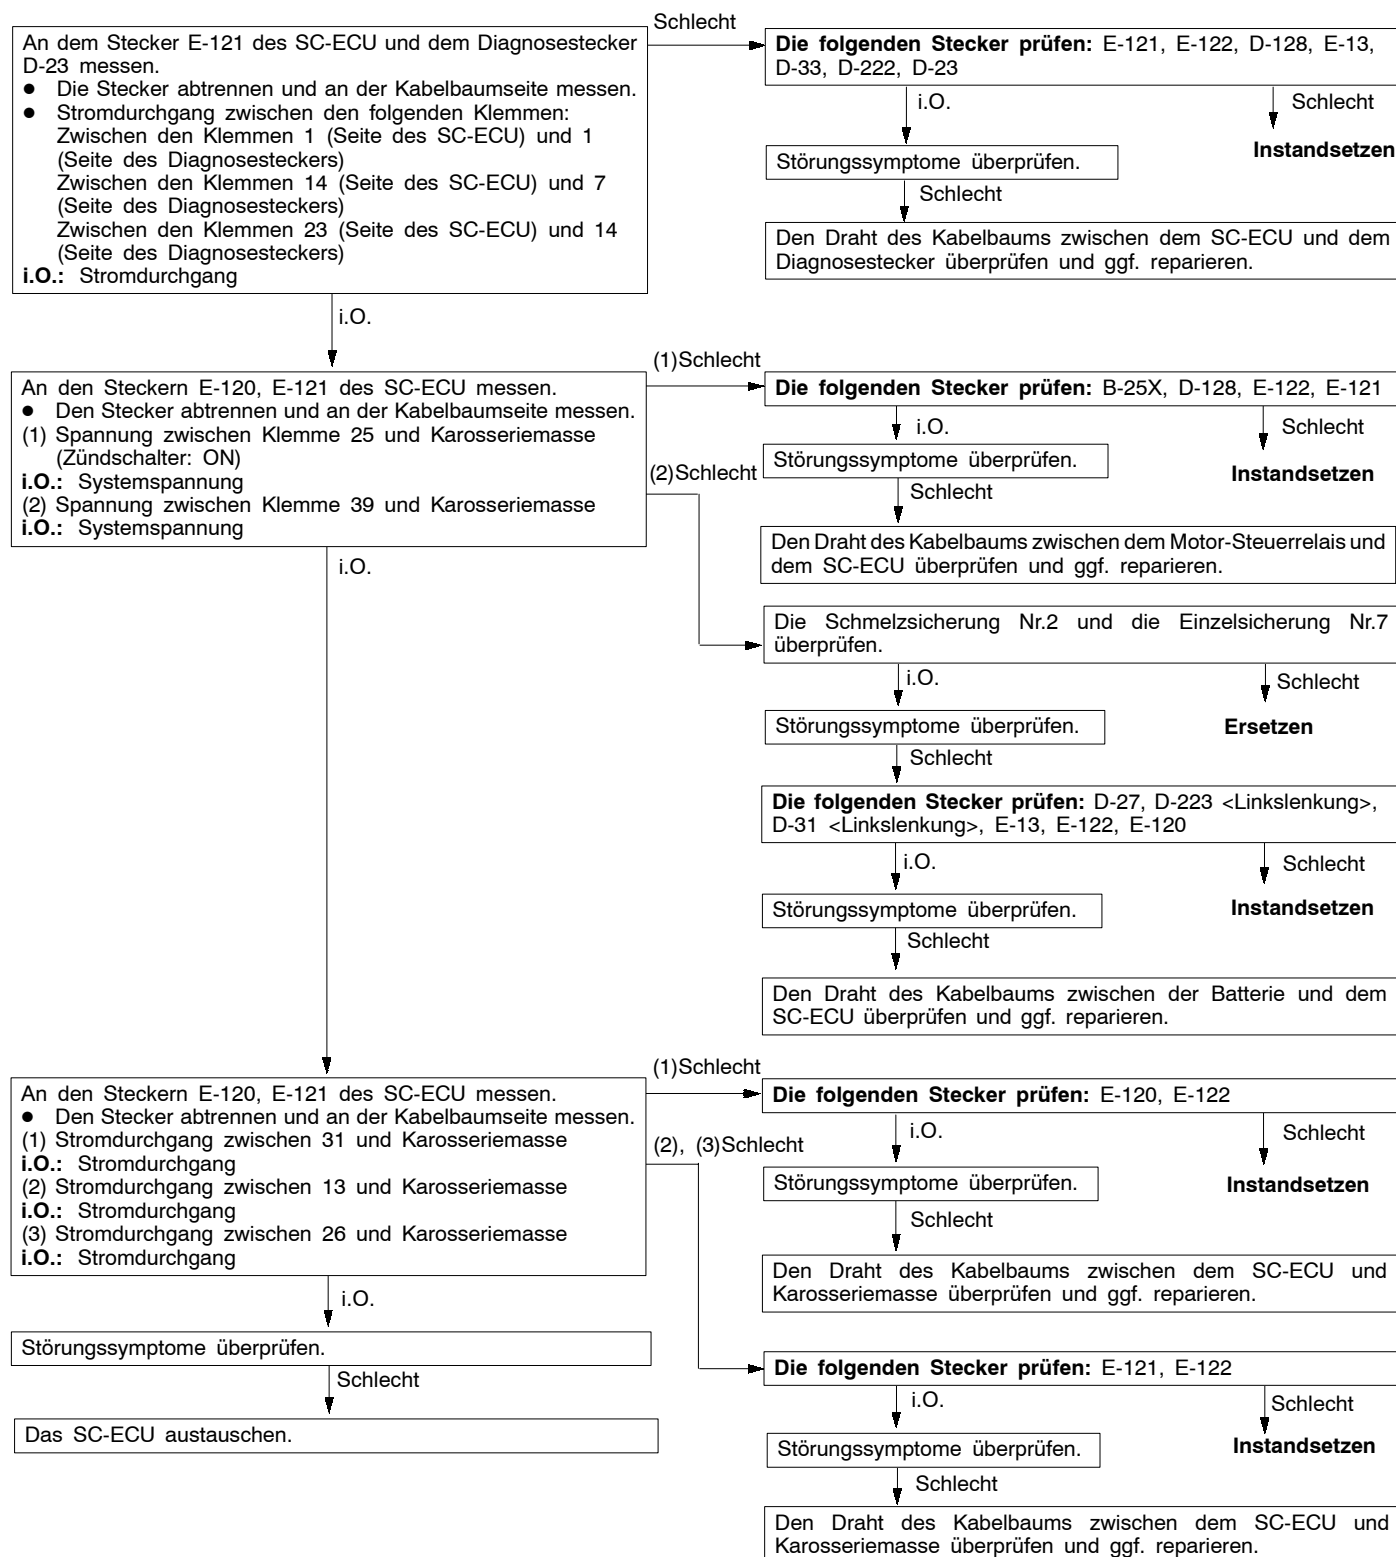 An dem Stecker E-121 des SC-ECU und dem Diagnosestecker
D-23 messen.
● Die Stecker abtrennen und an der Kabelbaumseite messen.
● Stromdurchgang zwischen den folgenden Klemmen:
Zwischen den Klemmen 1 (Seite des SC-ECU) und 1
(Seite des Diagnosesteckers)
Zwischen den Klemmen 14 (Seite des SC-ECU) und 7
(Seite des Diagnosesteckers)
Zwischen den Klemmen 23 (Seite des SC-ECU) und 14
(Seite des Diagnosesteckers)
i.O.: Stromdurchgang
Schlecht
Die folgenden Stecker prüfen: E-121, E-122, D-128, E-13,
D-33, D-222, D-23
i.O.
Schlecht
Störungssymptome überprüfen.
Instandsetzen
Schlecht
Den Draht des Kabelbaums zwischen dem SC-ECU und dem
Diagnosestecker überprüfen und ggf. reparieren.
i.O.
An den Steckern E-120, E-121 des SC-ECU messen.
● Den Stecker abtrennen und an der Kabelbaumseite messen.
(1) Spannung zwischen Klemme 25 und Karosseriemasse
(Zündschalter: ON)
i.O.: Systemspannung
(2) Spannung zwischen Klemme 39 und Karosseriemasse
i.O.: Systemspannung
(1)Schlecht
Die folgenden Stecker prüfen: B-25X, D-128, E-122, E-121
i.O.
Schlecht
Störungssymptome überprüfen.
Instandsetzen
Schlecht
Den Draht des Kabelbaums zwischen dem Motor-Steuerrelais und
dem SC-ECU überprüfen und ggf. reparieren.
(2)Schlecht
Die Schmelzsicherung Nr.2 und die Einzelsicherung Nr.7
überprüfen.
i.O.
Schlecht
Störungssymptome überprüfen.
Ersetzen
Schlecht
Die folgenden Stecker prüfen: D-27, D-223 <Linkslenkung>,
D-31 <Linkslenkung>, E-13, E-122, E-120
i.O.
Schlecht
Störungssymptome überprüfen.
Instandsetzen
Schlecht
Den Draht des Kabelbaums zwischen der Batterie und dem
SC-ECU überprüfen und ggf. reparieren.
i.O.
An den Steckern E-120, E-121 des SC-ECU messen.
● Den Stecker abtrennen und an der Kabelbaumseite messen.
(1) Stromdurchgang zwischen 31 und Karosseriemasse
i.O.: Stromdurchgang
(2) Stromdurchgang zwischen 13 und Karosseriemasse
i.O.: Stromdurchgang
(3) Stromdurchgang zwischen 26 und Karosseriemasse
i.O.: Stromdurchgang
(1)Schlecht
Die folgenden Stecker prüfen: E-120, E-122
i.O.
Schlecht
Störungssymptome überprüfen.
Instandsetzen
Schlecht
Den Draht des Kabelbaums zwischen dem SC-ECU und
Karosseriemasse überprüfen und ggf. reparieren.
(2), (3)Schlecht
Die folgenden Stecker prüfen: E-121, E-122
i.O.
Schlecht
Störungssymptome überprüfen.
Instandsetzen
Schlecht
Den Draht des Kabelbaums zwischen dem SC-ECU und
Karosseriemasse überprüfen und ggf. reparieren.
i.O.
Störungssymptome überprüfen.
Schlecht
Das SC-ECU austauschen.